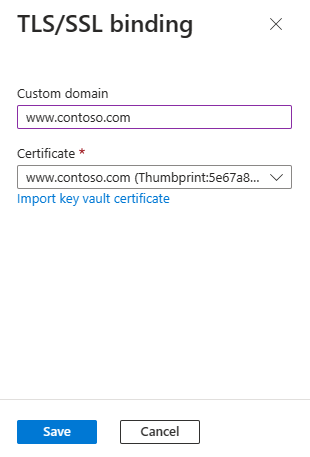 TLS/SSL binding
Custom domain
www.contoso.com
Certificate *
www.contoso.com (Thumbprint:5e67a8...
Import key vault certificate
Save
Cancel